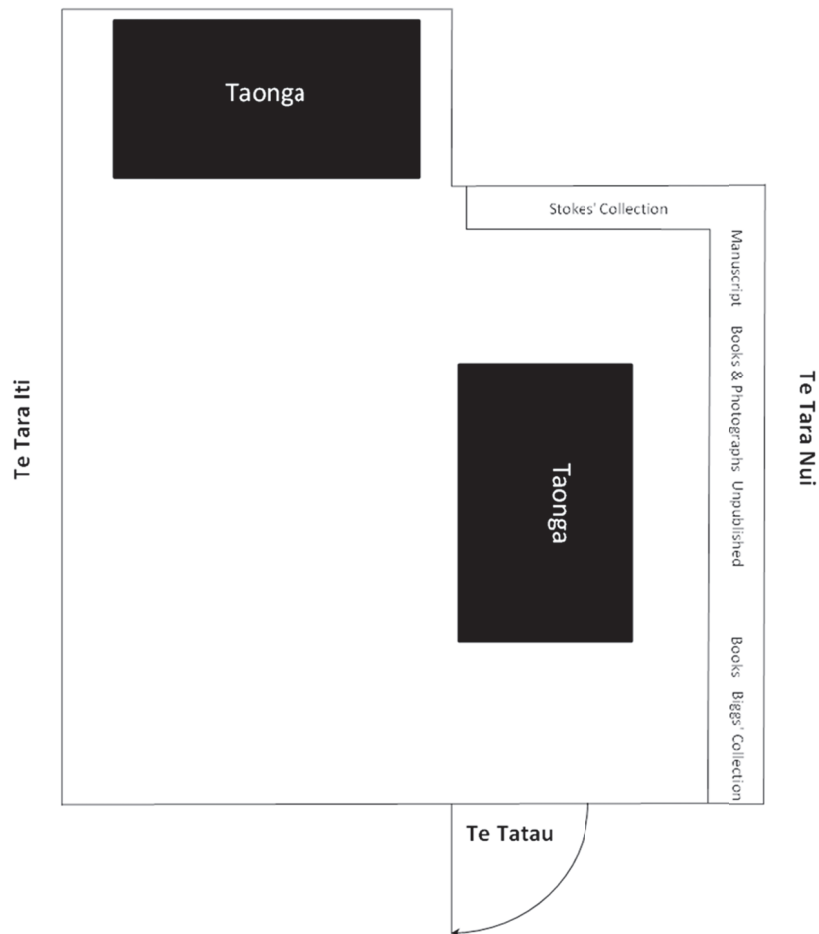 Taonga
Stokes' Collection
Manuscript Books & Photographs Unpublished Books Biggs' Collection
Te Tara Iti
Taonga
Te Tara Nui
Te Tatau